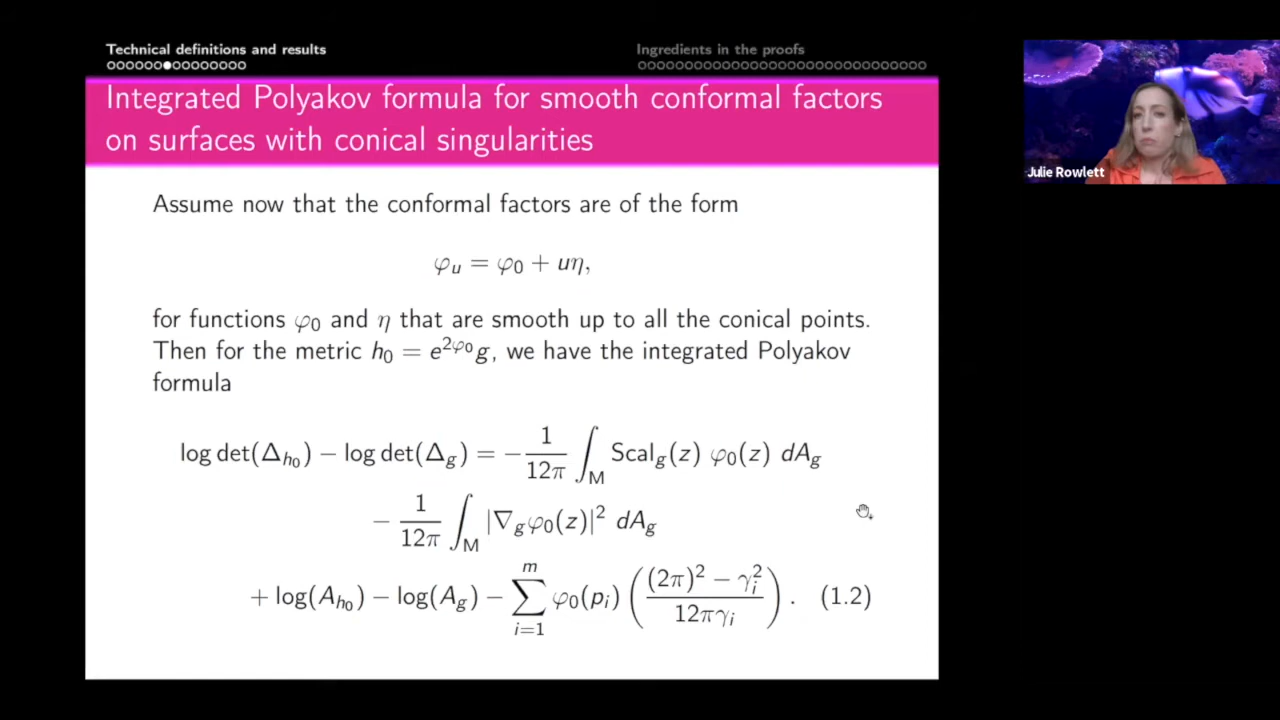 Technical definitions and results
Ingredients in the proofs
Integrated Polyakov formula for smooth conformal factors
on surfaces with conical singularities
Julie Rowlett
Assume now that the conformal factors are of the form
φ_u = φ_0 + uη,
for functions φ_0 and η that are smooth up to all the conical points.
Then for the metric h_0 = e^{2φ_0}g, we have the integrated Polyakov
formula
log det(Δ_{h_0}) − log det(Δ_g) = − \frac{1}{12π} ∫_M Scal_g(z) φ_0(z) dA_g
− \frac{1}{12π} ∫_M |∇_g φ_0(z)|^2 dA_g
+ log(A_{h_0}) − log(A_g) − ∑_{i=1}^{m} φ_0(p_i) ( \frac{(2π)^2 − γ_i^2}{12πγ_i} ) . (1.2)